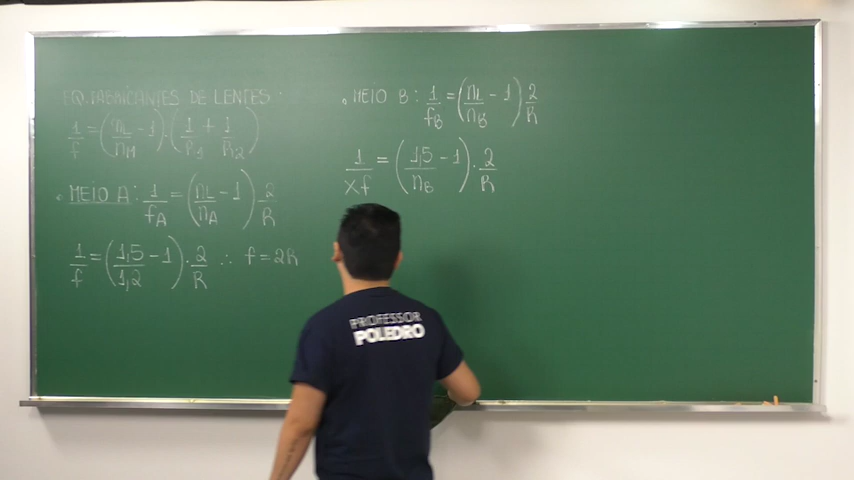 EQ. FABRICANTES DE LENTES:
1/f = (nL/nM - 1) · (1/R1 + 1/R2)
• MEIO A: 1/fA = (nL/nA - 1) 2/R
1/f = (1,5/1,2 - 1) · 2/R ∴ f = 2R
• MEIO B: 1/fB = (nL/nB - 1) 2/R
1/xf = (1,5/nB - 1) · 2/R
PROFESSOR
POLEDRO